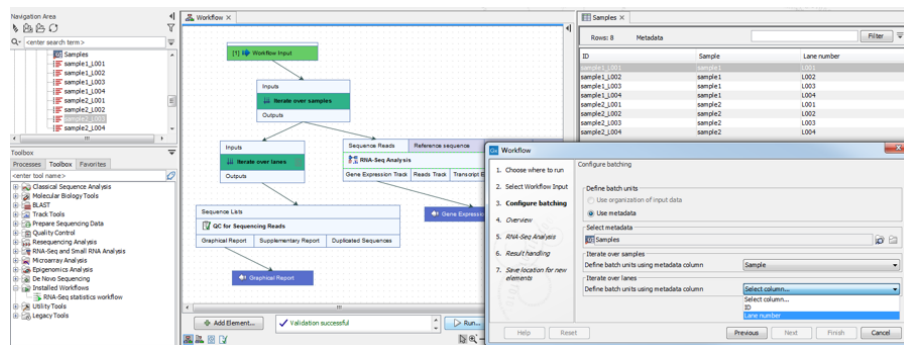 Navigation Area
<enter search term>
Samples
sample1_L001
sample1_L002
sample1_L003
sample1_L004
sample2_L001
sample2_L002
sample2_L003
sample2_L004
Toolbox
Processes Toolbox Favorites
<enter tool name>
Classical Sequence Analysis
Molecular Biology Tools
BLAST
Track Tools
Prepare Sequencing Data
Quality Control
Resequencing Analysis
RNA-Seq and Small RNA Analysis
Microarray Analysis
Epigenomics Analysis
De Novo Sequencing
Installed Workflows
RNA-Seq statistics workflow
Utility Tools
Legacy Tools
Workflow
[1] Workflow Input
Inputs
Iterate over samples
Outputs
Inputs
Iterate over lanes
Outputs
Sequence Reads Reference sequence
RNA-Seq Analysis
Gene Expression Track Reads Track Transcript E
Gene Expression
Sequence Lists
QC for Sequencing Reads
Graphical Report Supplementary Report Duplicated Sequences
Graphical Report
Add Element...
Validation successful
Run...
Samples
Rows: 8 Metadata Filter
ID Sample Lane number
sample1_L001 sample1 L001
sample1_L002 sample1 L002
sample1_L003 sample1 L003
sample1_L004 sample1 L004
sample2_L001 sample2 L001
sample2_L002 sample2 L002
sample2_L003 sample2 L003
sample2_L004 sample2 L004
Workflow
1. Choose where to run
2. Select Workflow Input
3. Configure batching
4. Overview
5. RNA-Seq Analysis
6. Result handling
7. Save location for new elements
Configure batching
Define batch units
Use organization of input data
Use metadata
Select metadata
Samples
Iterate over samples
Define batch units using metadata column Sample
Iterate over lanes
Define batch units using metadata column Select column...
Select column...
ID
Lane number
Help Reset Previous Next Finish Cancel